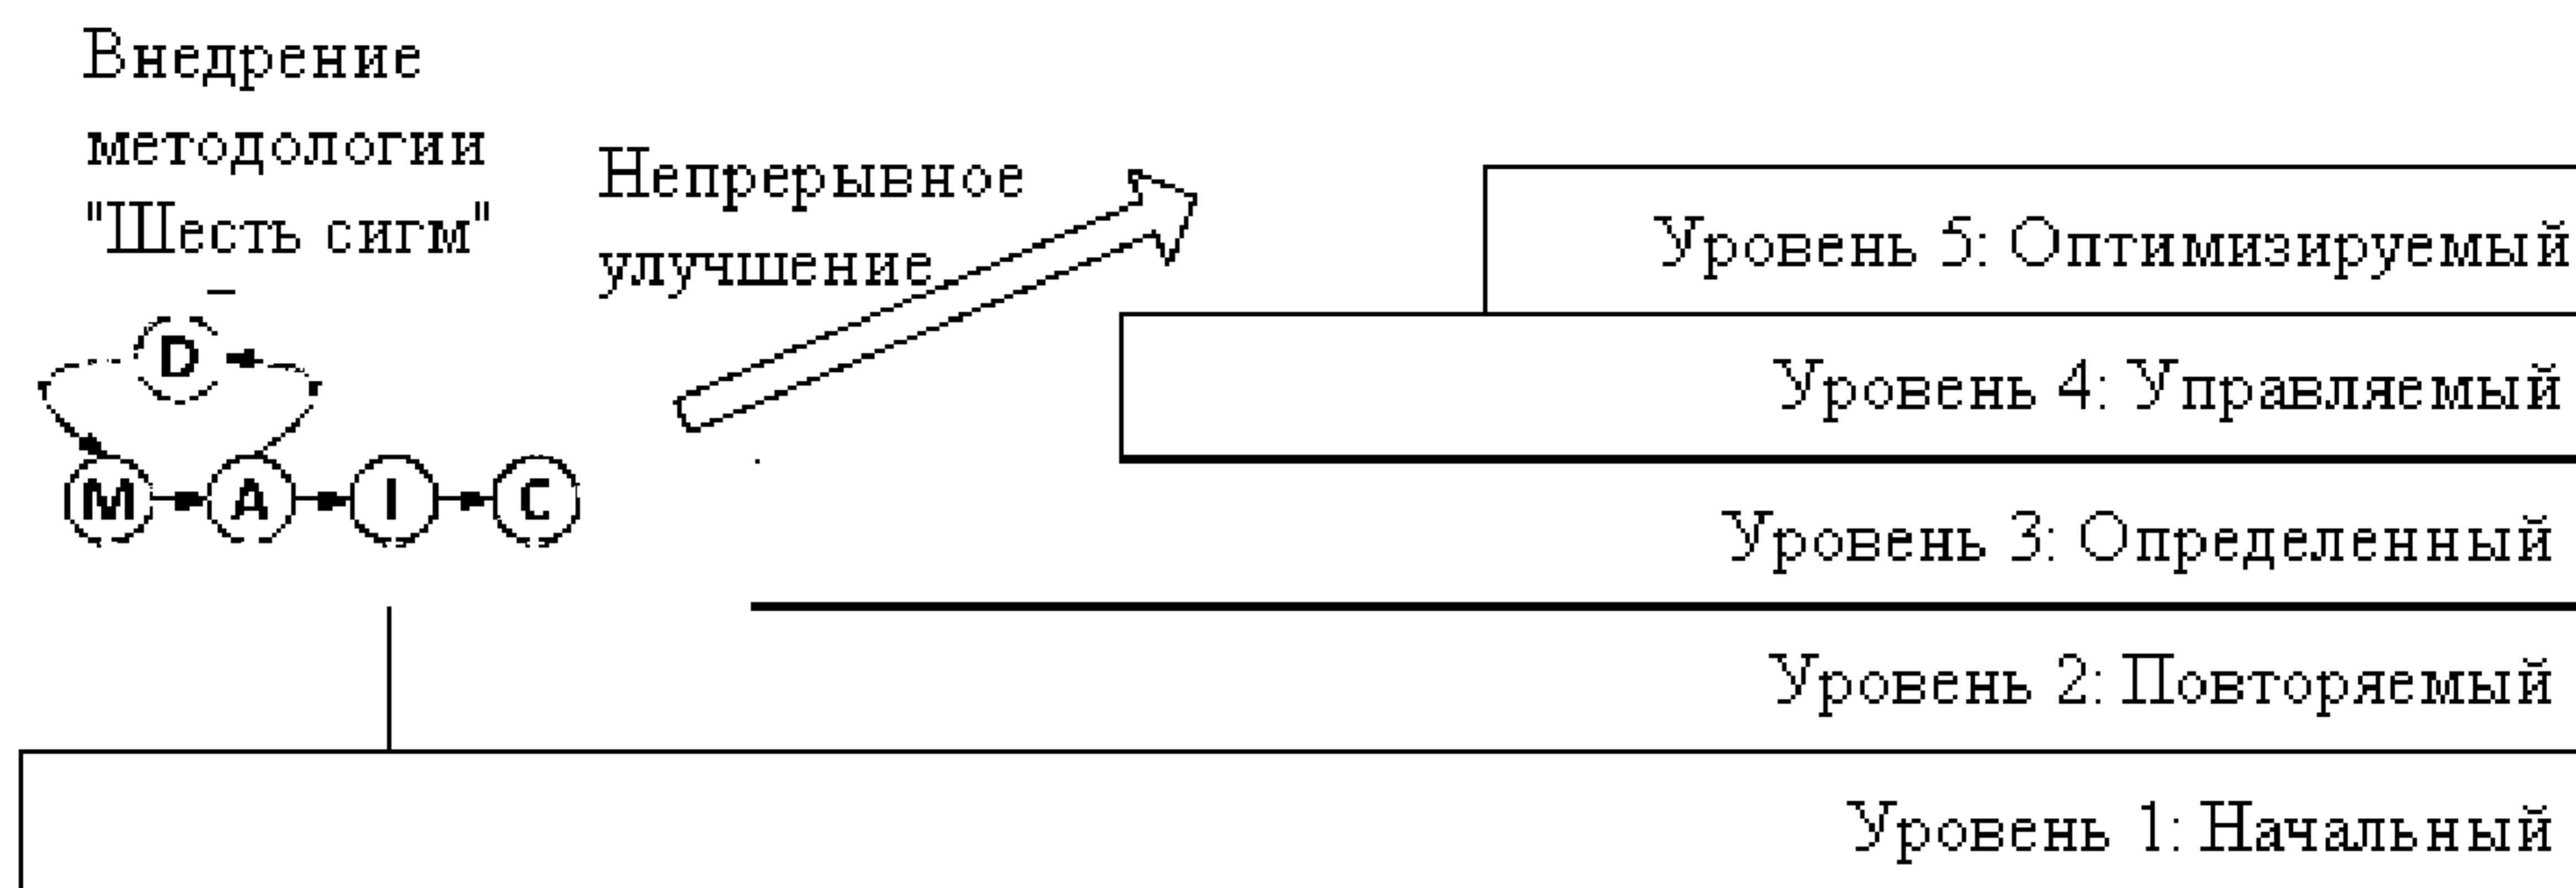 Внедрение
методологии
"Шесть сигм"
Непрерывное
улучшение
D
M A I C
Уровень 5: Оптимизируемый
Уровень 4: Управляемый
Уровень 3: Определенный
Уровень 2: Повторяемый
Уровень 1: Начальный